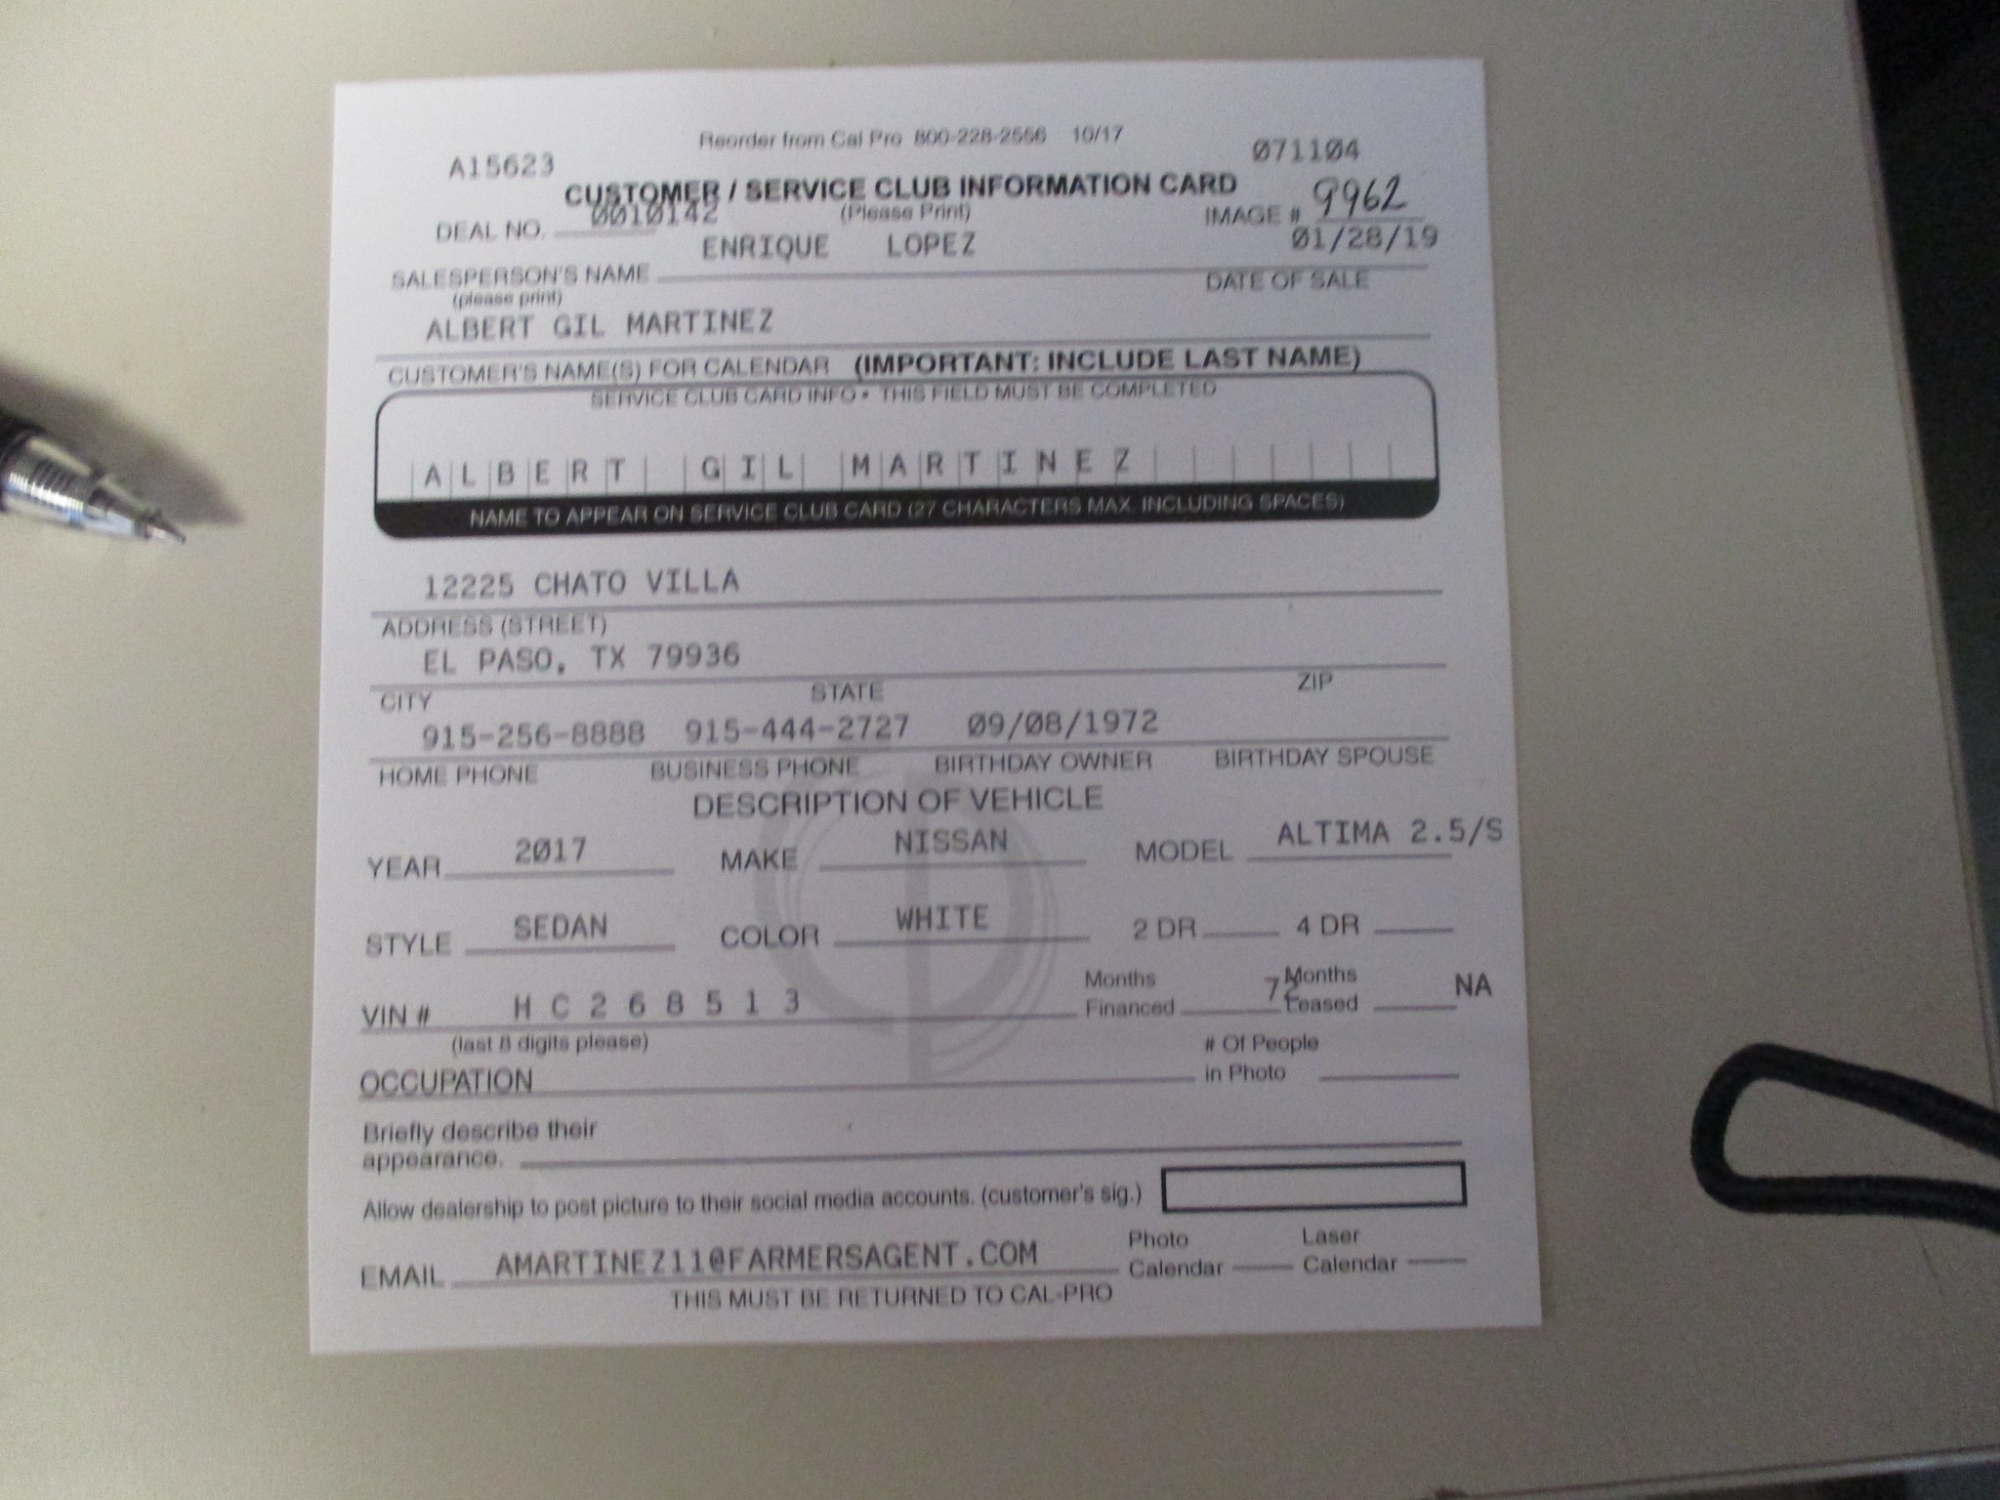 Reorder from Cal Pro 800-228-2556 10/17
A15623 071104
CUSTOMER / SERVICE CLUB INFORMATION CARD
DEAL NO. 0010142 (Please Print) IMAGE # 9962
ENRIQUE LOPEZ 01/28/19
SALESPERSON'S NAME DATE OF SALE
(please print)
ALBERT GIL MARTINEZ
CUSTOMER'S NAME(S) FOR CALENDAR (IMPORTANT: INCLUDE LAST NAME)
SERVICE CLUB CARD INFO • THIS FIELD MUST BE COMPLETED
ALBERT GIL MARTINEZ
NAME TO APPEAR ON SERVICE CLUB CARD (27 CHARACTERS MAX. INCLUDING SPACES)
12225 CHATO VILLA
ADDRESS (STREET)
EL PASO, TX 79936
CITY STATE ZIP
915-256-8888 915-444-2727 09/08/1972
HOME PHONE BUSINESS PHONE BIRTHDAY OWNER BIRTHDAY SPOUSE
DESCRIPTION OF VEHICLE
YEAR 2017 MAKE NISSAN MODEL ALTIMA 2.5/S
STYLE SEDAN COLOR WHITE 2 DR 4 DR
VIN # HC268513 Months Financed 72 Months Leased NA
(last 8 digits please)
OCCUPATION # Of People in Photo
Briefly describe their
appearance.
Allow dealership to post picture to their social media accounts. (customer's sig.)
EMAIL AMARTINEZ11@FARMERSAGENT.COM Photo Calendar Laser Calendar
THIS MUST BE RETURNED TO CAL-PRO